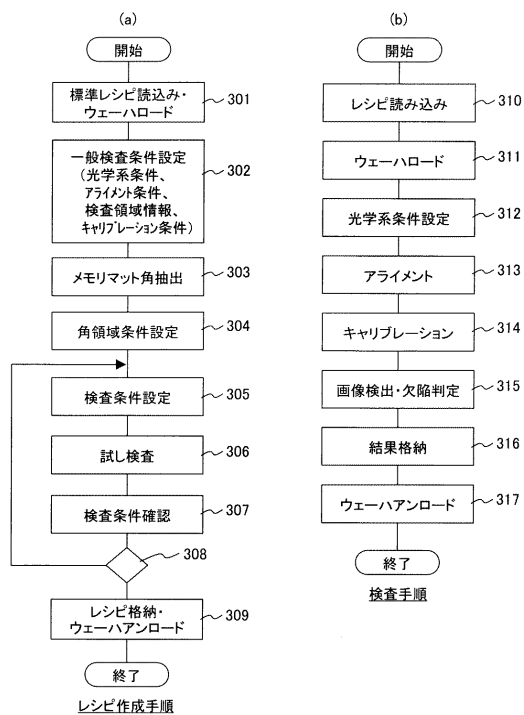 (a)
開始
標準レシピ読込み・
ウェーハロード
301
一般検査条件設定
(光学系条件、
アライメント条件、
検査領域情報、
キャリブレーション条件)
302
メモリマット角抽出
303
角領域条件設定
304
検査条件設定
305
試し検査
306
検査条件確認
307
308
レシピ格納・
ウェーハアンロード
309
終了
レシピ作成手順
(b)
開始
レシピ読み込み
310
ウェーハロード
311
光学系条件設定
312
アライメント
313
キャリブレーション
314
画像検出・欠陥判定
315
結果格納
316
ウェーハアンロード
317
終了
検査手順